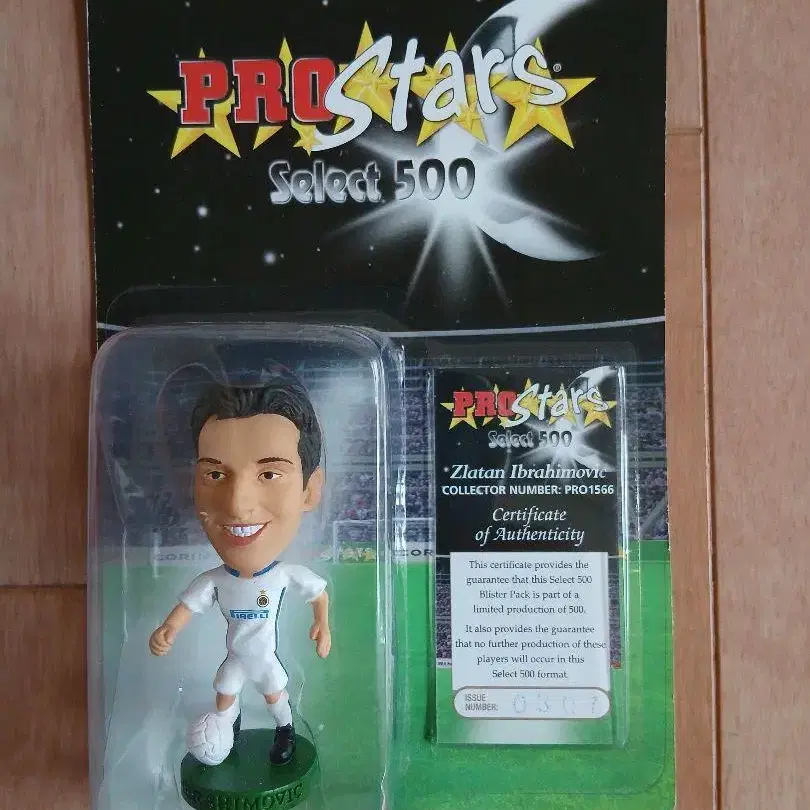 PROStars®
Select 500
PROStars
Select 500
Zlatan Ibrahimovic
COLLECTOR NUMBER: PRO1566
Certificate
of Authenticity
This certificate provides the
guarantee that this Select 500
Blister Pack is part of a
limited production of 500.
It also provides the guarantee
that no further production of these
players will occur in this
Select 500 format.
ISSUE
NUMBER:
PIRELLI